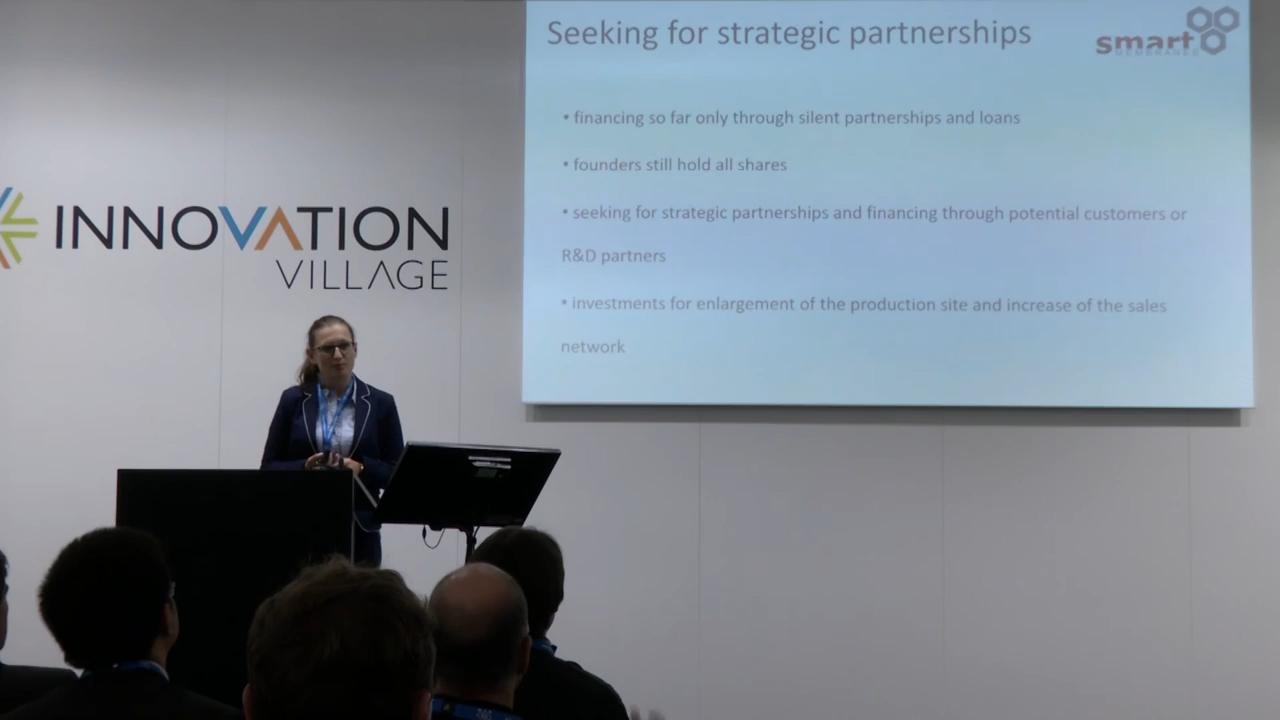 Seeking for strategic partnerships
smart
• financing so far only through silent partnerships and loans
• founders still hold all shares
• seeking for strategic partnerships and financing through potential customers or
R&D partners
• investments for enlargement of the production site and increase of the sales
network
INNOVATION
VILLAGE